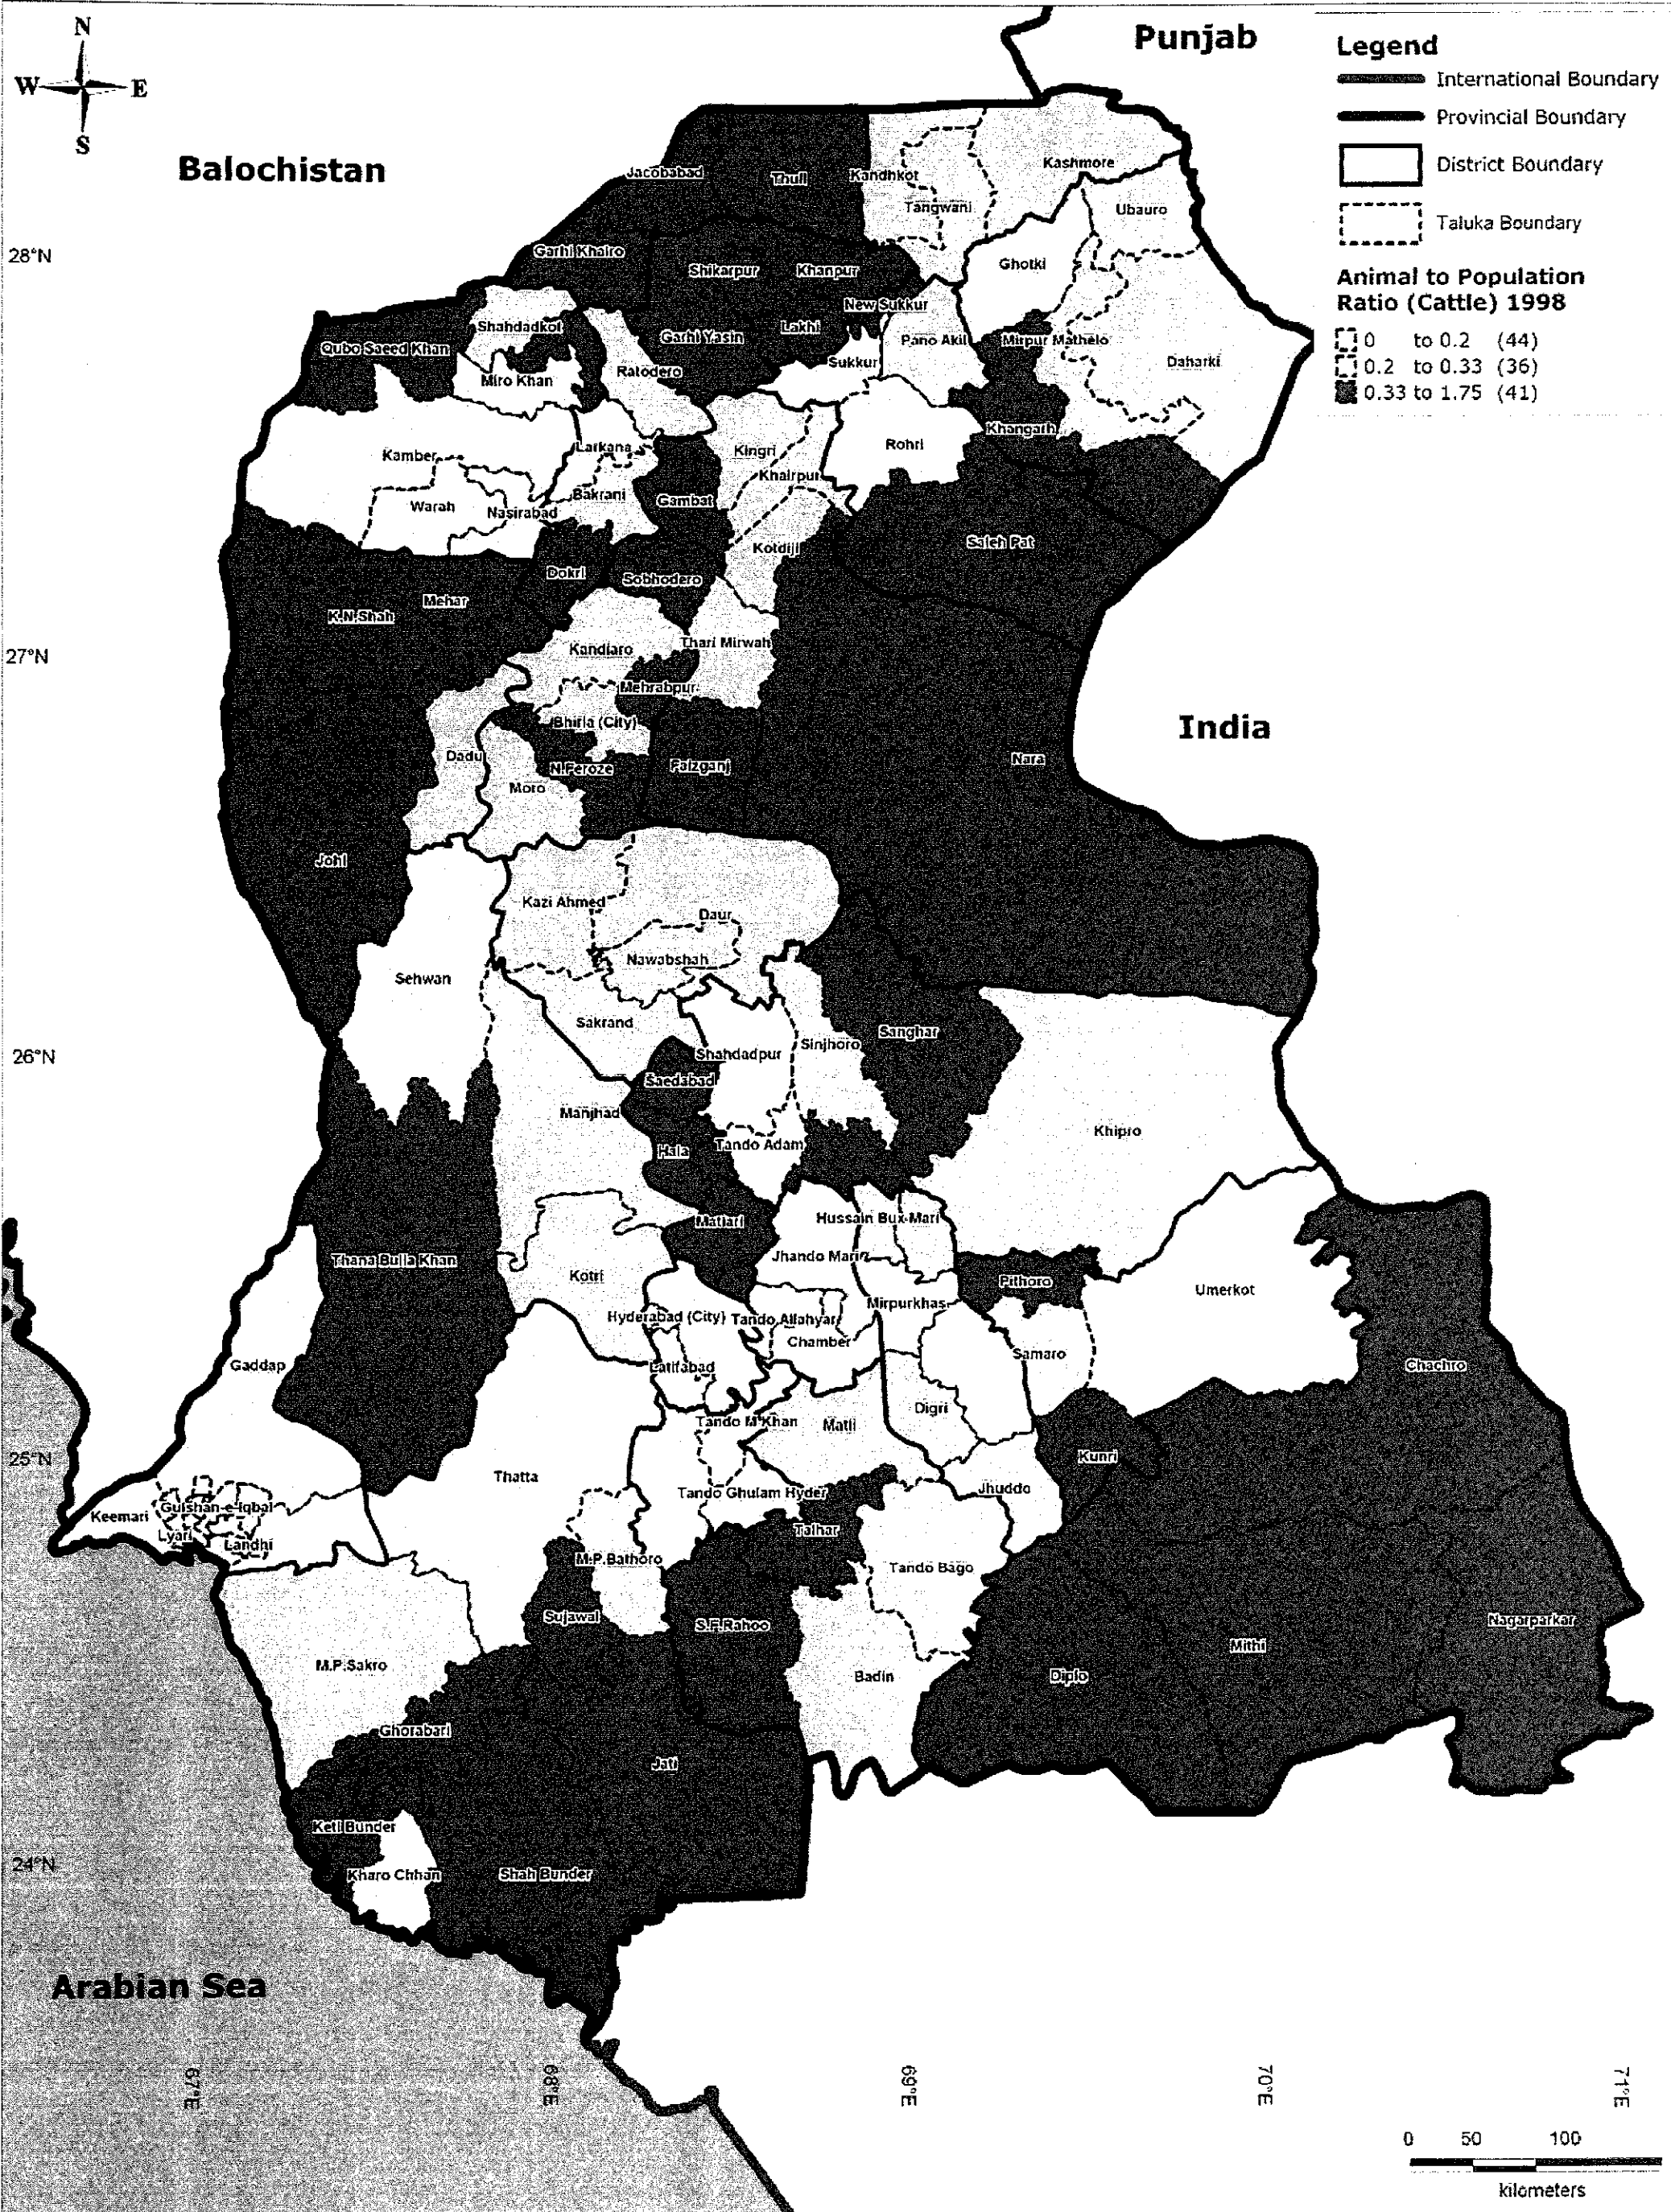 N
W E
S
Punjab
Balochistan
India
Arabian Sea
Legend
International Boundary
Provincial Boundary
District Boundary
Taluka Boundary
Animal to Population
Ratio (Cattle) 1998
0 to 0.2 (44)
0.2 to 0.33 (36)
0.33 to 1.75 (41)
28°N
27°N
26°N
25°N
24°N
67°E
68°E
69°E
70°E
71°E
0 50 100
kilometers
Jacobabad
Thull
Kandhkot
Kashmore
Tangwani
Ubauro
Garhi Khairo
Shikarpur
Khanpur
Ghotki
New Sukkur
Shahdadkot
Qubo Saeed Khan
Garhi Yasin
Lakhi
Pano Akil
Mirpur Mathelo
Daharki
Sukkur
Miro Khan
Ratodero
Khangarh
Rohri
Kamber
Larkana
Kingri
Khairpur
Warah
Nasirabad
Bakrani
Gambat
Kotdiji
Saleh Pat
Dokri
Sobhodero
Mehar
K.N.Shah
Kandiaro
Thari Mirwah
Mehrabpur
Bhiria (City)
Dadu
N.Feroze
Faizganj
Nara
Moro
Johi
Kazi Ahmed
Daur
Nawabshah
Sehwan
Sakrand
Shahdadpur
Sinjhoro
Sanghar
Saedabad
Manjhad
Khipro
Hala
Tando Adam
Matiari
Hussain Bux Mari
Jhando Mari
Thana Bulla Khan
Kotri
Pithoro
Umerkot
Mirpurkhas
Hyderabad (City)
Tando Allahyar
Chamber
Samaro
Gaddap
Latifabad
Chachro
Digri
Tando M Khan
Matli
Kunri
Thatta
Tando Ghulam Hyder
Jhuddo
Gulshan-e-Iqbal
Keemari
Lyari
Landhi
Talhar
M.P.Bathoro
Tando Bago
Sujawal
S.F.Rahoo
Nagarparkar
Mithi
M.P.Sakro
Badin
Diplo
Ghorabari
Jati
Keti Bunder
Kharo Chhan
Shah Bunder